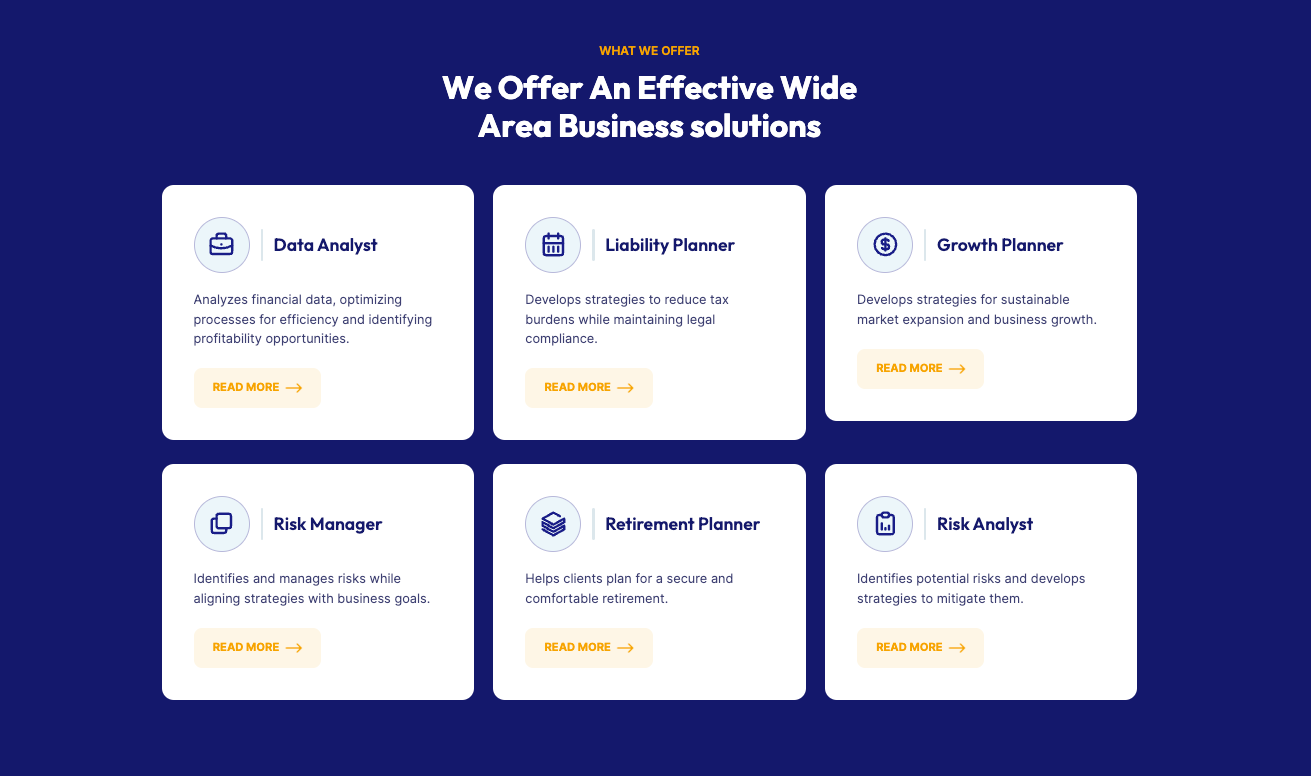 WHAT WE OFFER
We Offer An Effective Wide
Area Business solutions
Data Analyst
Analyzes financial data, optimizing
processes for efficiency and identifying
profitability opportunities.
READ MORE
Liability Planner
Develops strategies to reduce tax
burdens while maintaining legal
compliance.
READ MORE
Growth Planner
Develops strategies for sustainable
market expansion and business growth.
READ MORE
Risk Manager
Identifies and manages risks while
aligning strategies with business goals.
READ MORE
Retirement Planner
Helps clients plan for a secure and
comfortable retirement.
READ MORE
Risk Analyst
Identifies potential risks and develops
strategies to mitigate them.
READ MORE